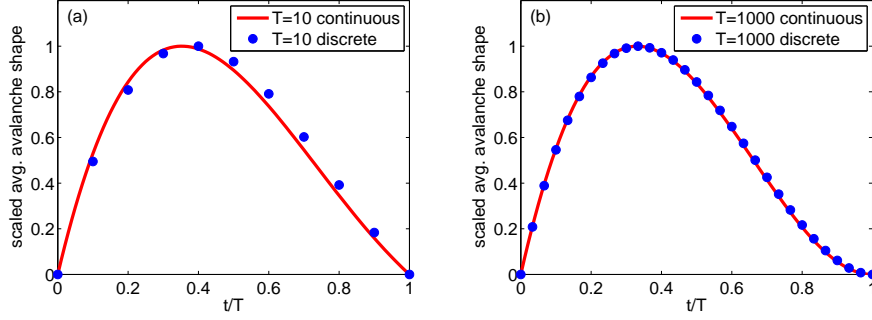 (a)
T=10 continuous
T=10 discrete
scaled avg. avalanche shape
1
0.8
0.6
0.4
0.2
0
0 0.2 0.4 0.6 0.8 1
t/T
(b)
T=1000 continuous
T=1000 discrete
scaled avg. avalanche shape
1
0.8
0.6
0.4
0.2
0
0 0.2 0.4 0.6 0.8 1
t/T